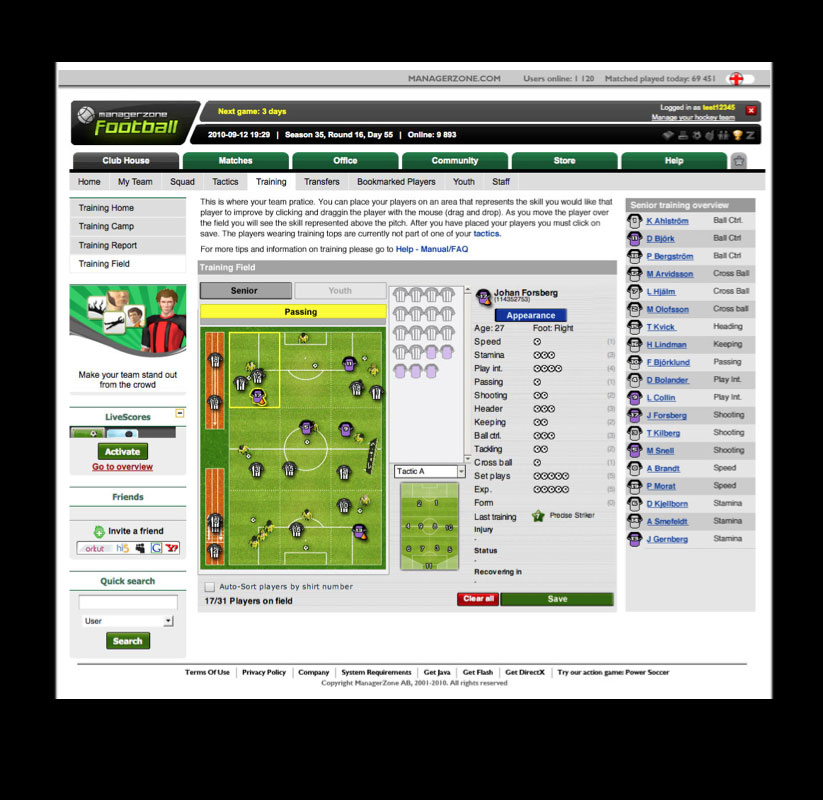 MANAGERZONE.COM Users online: 1 120 Matched played today: 69 451
managerzone
Football
Next game: 3 days
Logged in as test12345
Manage your hockey team
2010-09-12 19:29 | Season 35, Round 16, Day 55 | Online: 9 893
Club House Matches Office Community Store Help
Home My Team Squad Tactics Training Transfers Bookmarked Players Youth Staff
Training Home
Training Camp
Training Report
Training Field
Make your team stand out
from the crowd
LiveScores
Activate
Go to overview
Friends
Invite a friend
orkut hi5 G Y!
Quick search
User
Search
This is where your team pratice. You can place your players on an area that represents the skill you would like that
player to improve by clicking and draggin the player with the mouse (drag and drop). As you move the player over
the field you will see the skill represented above the pitch. After you have placed your players you must click on
save. The players wearing training tops are currently not part of one of your tactics.
For more tips and information on training please go to Help - Manual/FAQ
Training Field
Senior Youth
Passing
Tactic A
2 1
4 9 8 10
6 7 3 5
11
Johan Forsberg
(114352753)
Appearance
Age: 27 Foot: Right
Speed (1)
Stamina (3)
Play int. (4)
Passing (1)
Shooting (2)
Header (3)
Keeping (2)
Ball ctrl. (3)
Tackling (2)
Cross ball (1)
Set plays (5)
Exp. (5)
Form (0)
Last training Precise Striker
Injury
-
Status
-
Recovering in
-
Auto-Sort players by shirt number
17/31 Players on field
Clear all Save
Senior training overview
K Ahlström Ball Ctrl.
D Björk Ball Ctrl
P Bergström Ball Ctrl
M Arvidsson Cross Ball
L Hjälm Cross Ball
M Olofsson Cross ball
T Kvick Heading
H Lindman Keeping
F Björklund Passing
D Bolander Play Int.
L Collin Play Int.
J Forsberg Shooting
T Kilberg Shooting
M Snell Shooting
A Brandt Speed
P Morat Speed
D Kjellborn Stamina
A Smefeldt Stamina
J Gernberg Stamina
Terms Of Use | Privacy Policy | Company | System Requirements | Get Java | Get Flash | Get DirectX | Try our action game: Power Soccer
Copyright ManagerZone AB, 2001-2010. All rights reserved